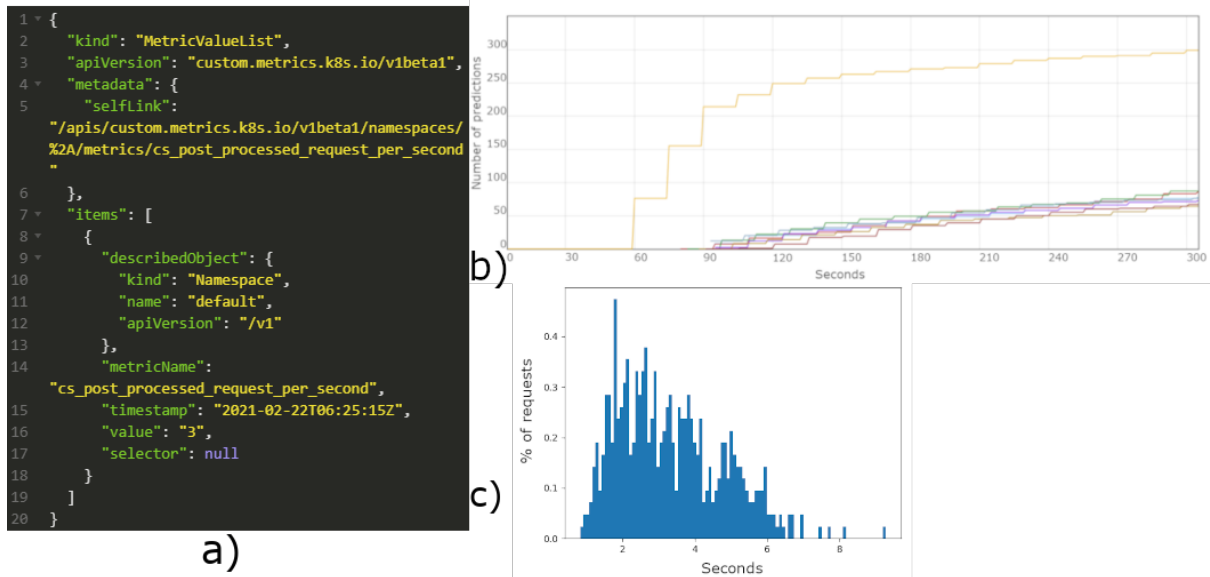 1 {
2 "kind": "MetricValueList",
3 "apiVersion": "custom.metrics.k8s.io/v1beta1",
4 "metadata": {
5 "selfLink":
"/apis/custom.metrics.k8s.io/v1beta1/namespaces/
%2A/metrics/cs_post_processed_request_per_second
"
6 },
7 "items": [
8 {
9 "describedObject": {
10 "kind": "Namespace",
11 "name": "default",
12 "apiVersion": "/v1"
13 },
14 "metricName":
"cs_post_processed_request_per_second",
15 "timestamp": "2021-02-22T06:25:15Z",
16 "value": "3",
17 "selector": null
18 }
19 ]
20 }
a)
Number of predictions
300
250
200
150
100
50
0
0 30 60 90 120 150 180 210 240 270 300
Seconds
b)
% of requests
0.4
0.3
0.2
0.1
0.0
2 4 6 8
Seconds
c)